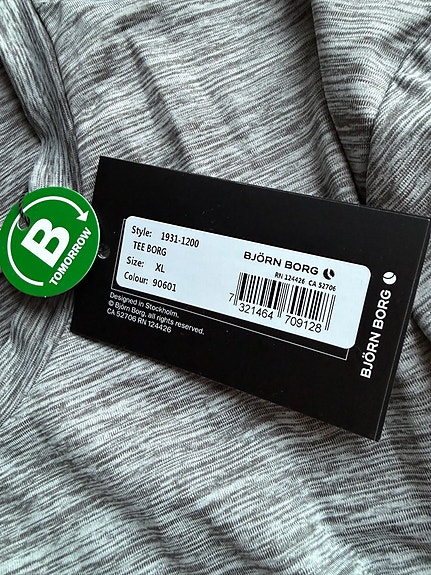 B
TOMORROW
Style: 1931-1200
TEE BORG
Size: XL
Colour: 90601
BJÖRN BORG
RN 124426 CA 52706
7 321464 709128
Designed in Stockholm.
© Björn Borg, all rights reserved.
CA 52706 RN 124426
BJÖRN BORG